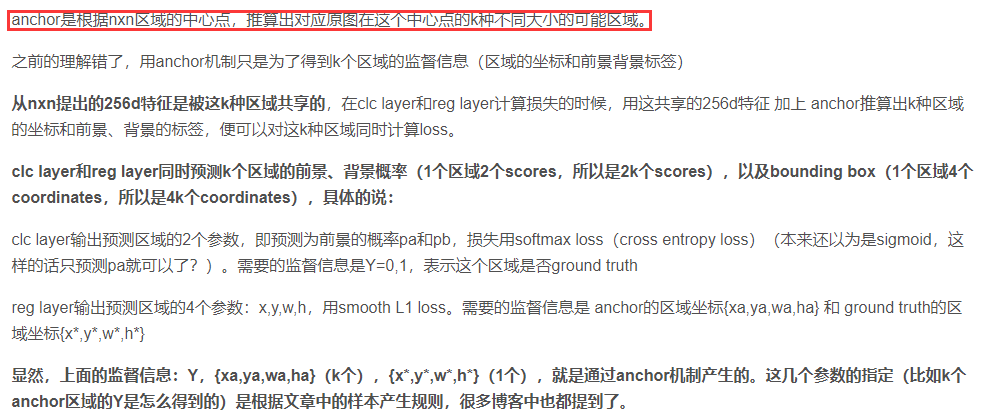 anchor是根据nxn区域的中心点，推算出对应原图在这个中心点的k种不同大小的可能区域。
之前的理解错了，用anchor机制只是为了得到k个区域的监督信息（区域的坐标和前景背景标签）
从nxn提出的256d特征是被这k种区域共享的，在clc layer和reg layer计算损失的时候，用这共享的256d特征 加上 anchor推算出k种区域
的坐标和前景、背景的标签，便可以对这k种区域同时计算loss。
clc layer和reg layer同时预测k个区域的前景、背景概率（1个区域2个scores，所以是2k个scores），以及bounding box（1个区域4个
coordinates，所以是4k个coordinates），具体的说：
clc layer输出预测区域的2个参数，即预测为前景的概率pa和pb，损失用softmax loss（cross entropy loss）（本来还以为是sigmoid，这
样的话只预测pa就可以了？）。需要的监督信息是Y=0,1，表示这个区域是否ground truth
reg layer输出预测区域的4个参数：x,y,w,h，用smooth L1 loss。需要的监督信息是 anchor的区域坐标{xa,ya,wa,ha} 和 ground truth的区
域坐标{x*,y*,w*,h*}
显然，上面的监督信息：Y，{xa,ya,wa,ha}（k个），{x*,y*,w*,h*}（1个），就是通过anchor机制产生的。这几个参数的指定（比如k个
anchor区域的Y是怎么得到的）是根据文章中的样本产生规则，很多博客中也都提到了。